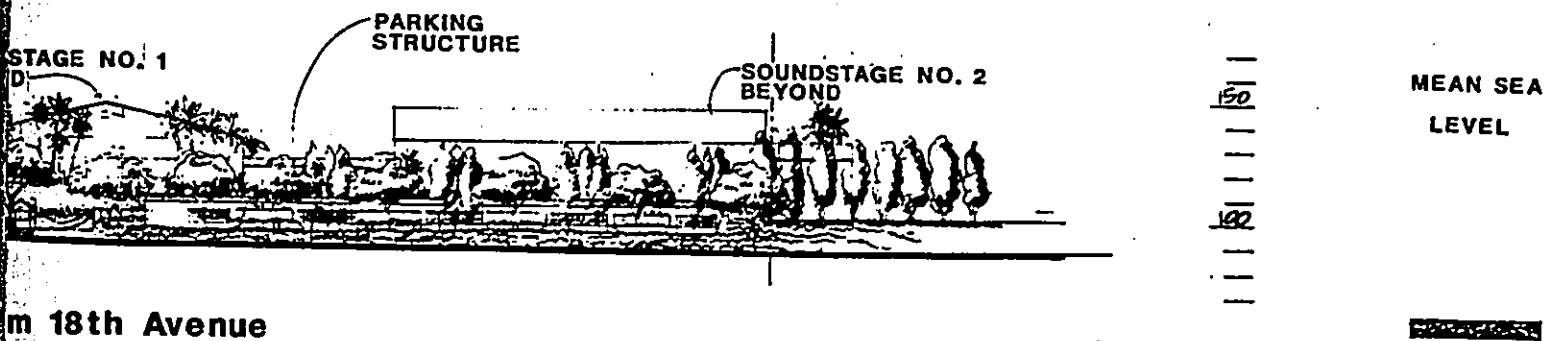 PARKING
STRUCTURE
STAGE NO. 1
D
SOUNDSTAGE NO. 2
BEYOND
150
MEAN SEA
LEVEL
100
m 18th Avenue